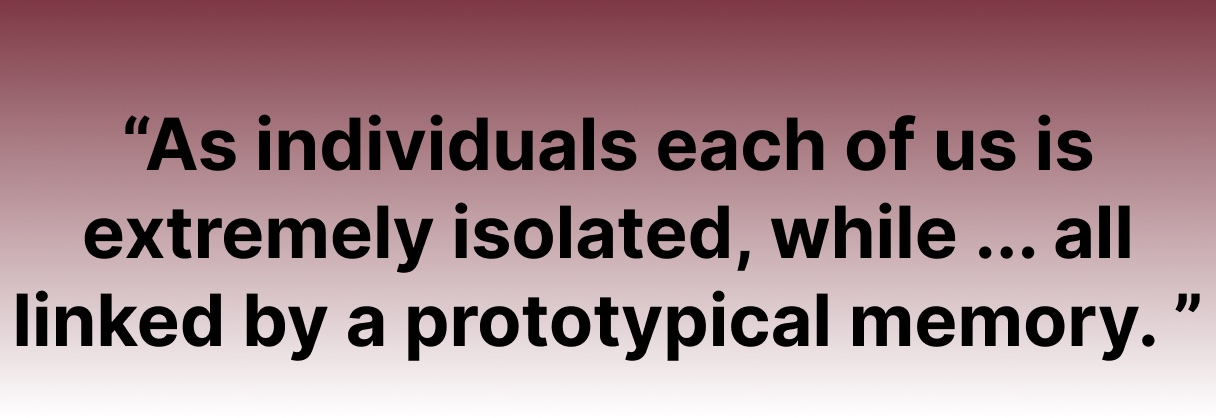 “As individuals each of us is
extremely isolated, while ... all
linked by a prototypical memory. ”